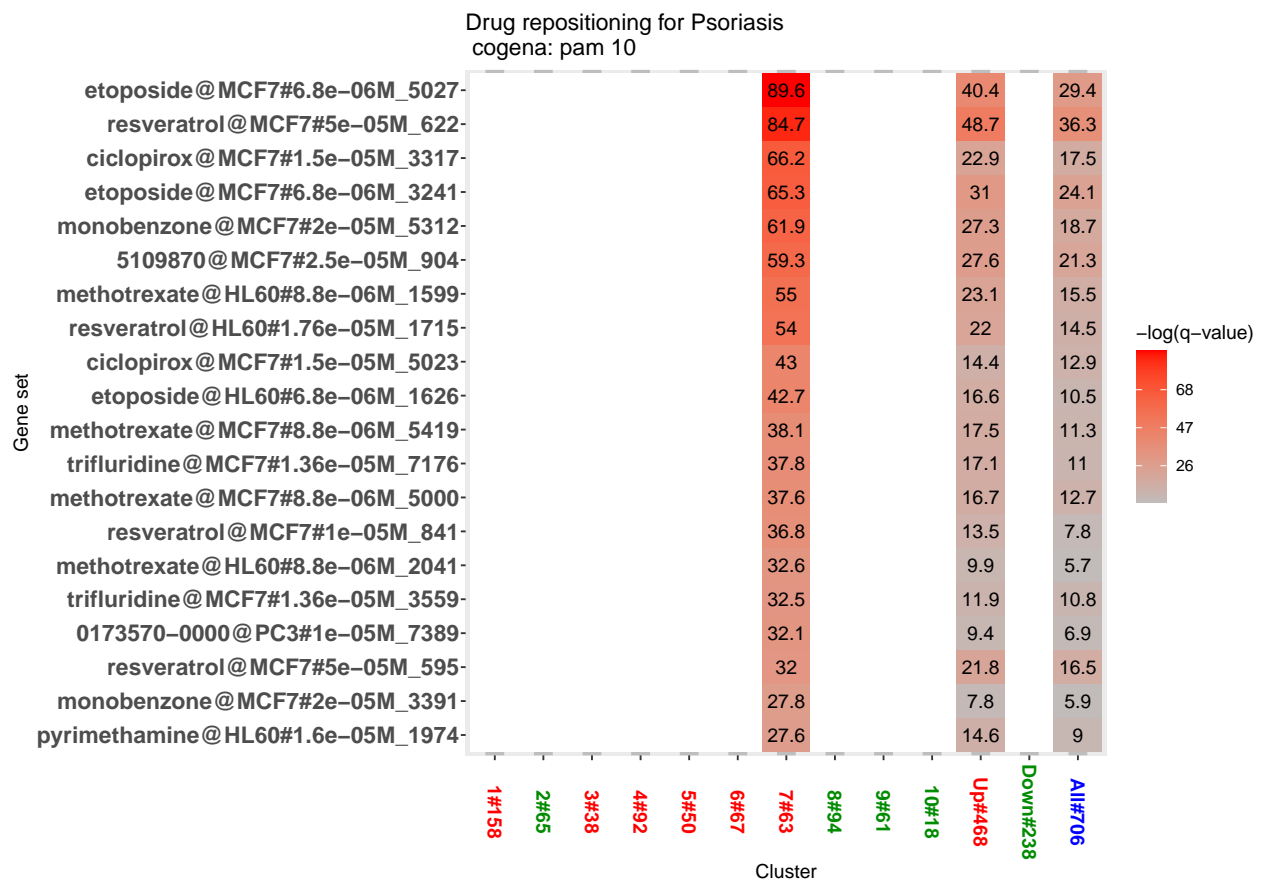 Drug repositioning for Psoriasis
cogena: pam 10
etoposide@MCF7#6.8e−06M_5027 89.6 40.4 29.4
resveratrol@MCF7#5e−05M_622 84.7 48.7 36.3
ciclopirox@MCF7#1.5e−05M_3317 66.2 22.9 17.5
etoposide@MCF7#6.8e−06M_3241 65.3 31 24.1
monobenzone@MCF7#2e−05M_5312 61.9 27.3 18.7
5109870@MCF7#2.5e−05M_904 59.3 27.6 21.3
methotrexate@HL60#8.8e−06M_1599 55 23.1 15.5
resveratrol@HL60#1.76e−05M_1715 54 22 14.5
ciclopirox@MCF7#1.5e−05M_5023 43 14.4 12.9
etoposide@HL60#6.8e−06M_1626 42.7 16.6 10.5
methotrexate@MCF7#8.8e−06M_5419 38.1 17.5 11.3
trifluridine@MCF7#1.36e−05M_7176 37.8 17.1 11
methotrexate@MCF7#8.8e−06M_5000 37.6 16.7 12.7
resveratrol@MCF7#1e−05M_841 36.8 13.5 7.8
methotrexate@HL60#8.8e−06M_2041 32.6 9.9 5.7
trifluridine@MCF7#1.36e−05M_3559 32.5 11.9 10.8
0173570−0000@PC3#1e−05M_7389 32.1 9.4 6.9
resveratrol@MCF7#5e−05M_595 32 21.8 16.5
monobenzone@MCF7#2e−05M_3391 27.8 7.8 5.9
pyrimethamine@HL60#1.6e−05M_1974 27.6 14.6 9
Gene set
1#158 2#65 3#38 4#92 5#50 6#67 7#63 8#94 9#61 10#18 Up#468 Down#238 All#706
Cluster
−log(q−value)
68
47
26